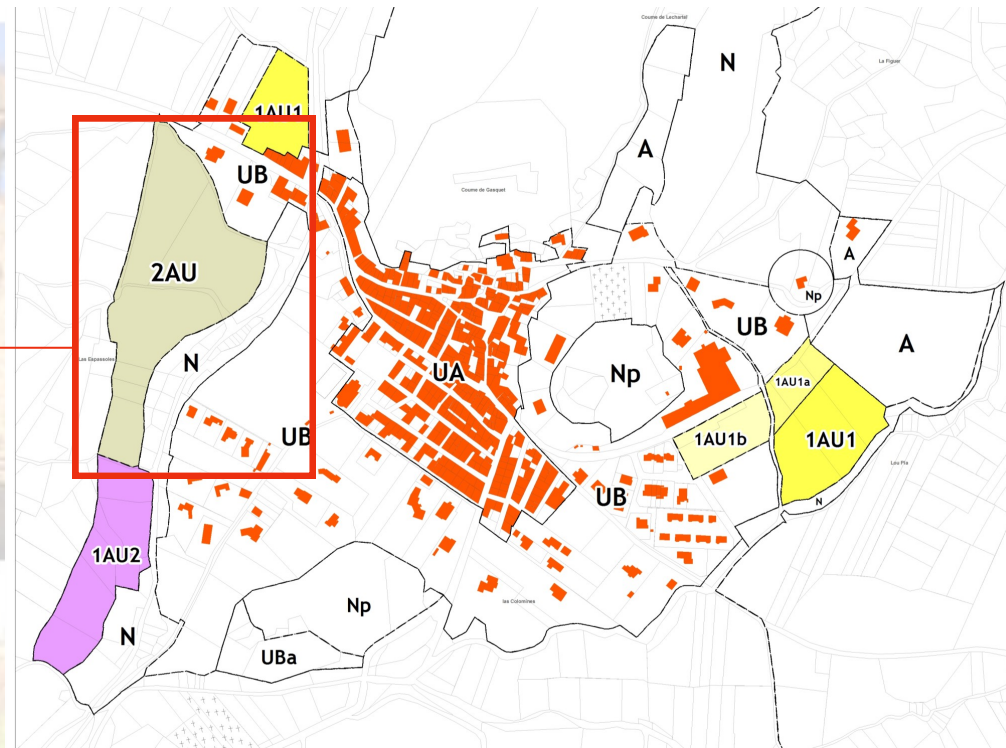 Coume de Lechartel
N
La Figuer
1AU1
A
UB
Coume de Gasquet
2AU
A
Np
UB
Las Espassoles
N
UA
Np
A
1AU1a
UB
1AU1b
1AU1
Lou Pla
UB
N
1AU2
las Colomines
Np
N
UBa